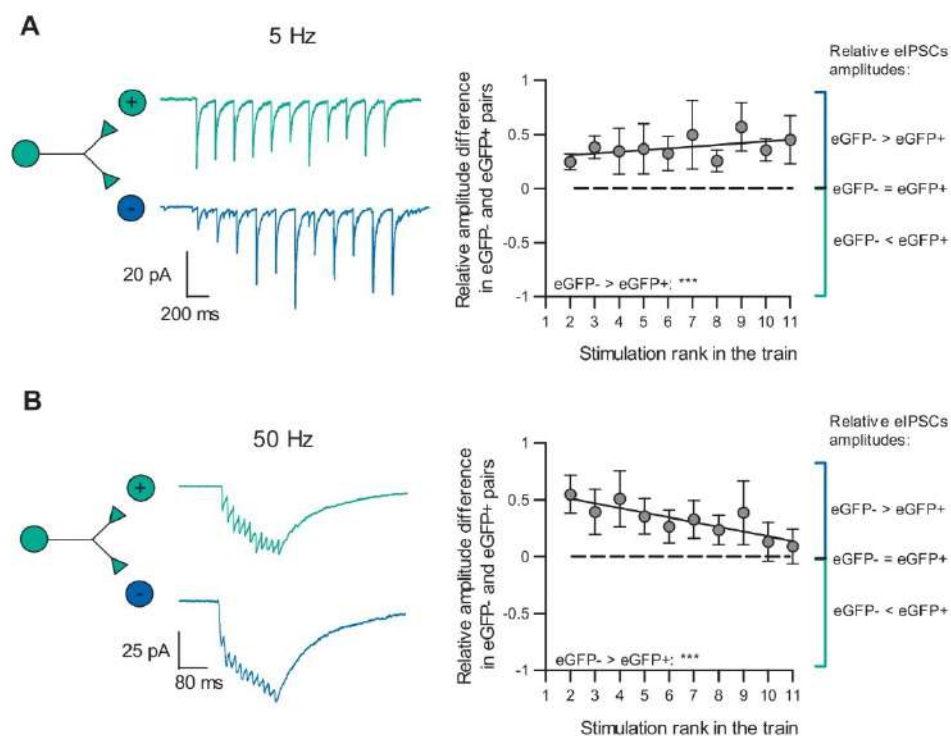 A
5 Hz
+
-
20 pA
200 ms
Relative amplitude difference
in eGFP- and eGFP+ pairs
1
0.5
0
-0.5
-1
eGFP- > eGFP+: ***
1 2 3 4 5 6 7 8 9 10 11
Stimulation rank in the train
Relative eIPSCs
amplitudes:
eGFP- > eGFP+
eGFP- = eGFP+
eGFP- < eGFP+
B
50 Hz
+
-
25 pA
80 ms
Relative amplitude difference
in eGFP- and eGFP+ pairs
1
0.5
0
-0.5
-1
eGFP- > eGFP+: ***
1 2 3 4 5 6 7 8 9 10 11
Stimulation rank in the train
Relative eIPSCs
amplitudes:
eGFP- > eGFP+
eGFP- = eGFP+
eGFP- < eGFP+